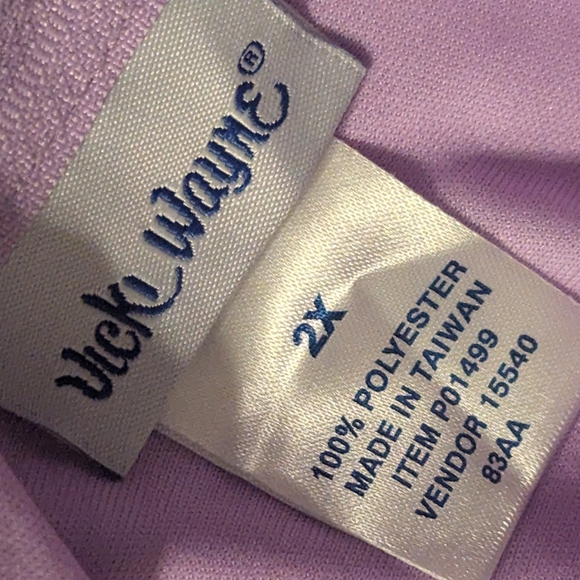 Vicki Wayne®
2X
100% POLYESTER
MADE IN TAIWAN
ITEM P01499
VENDOR 15540
83AA